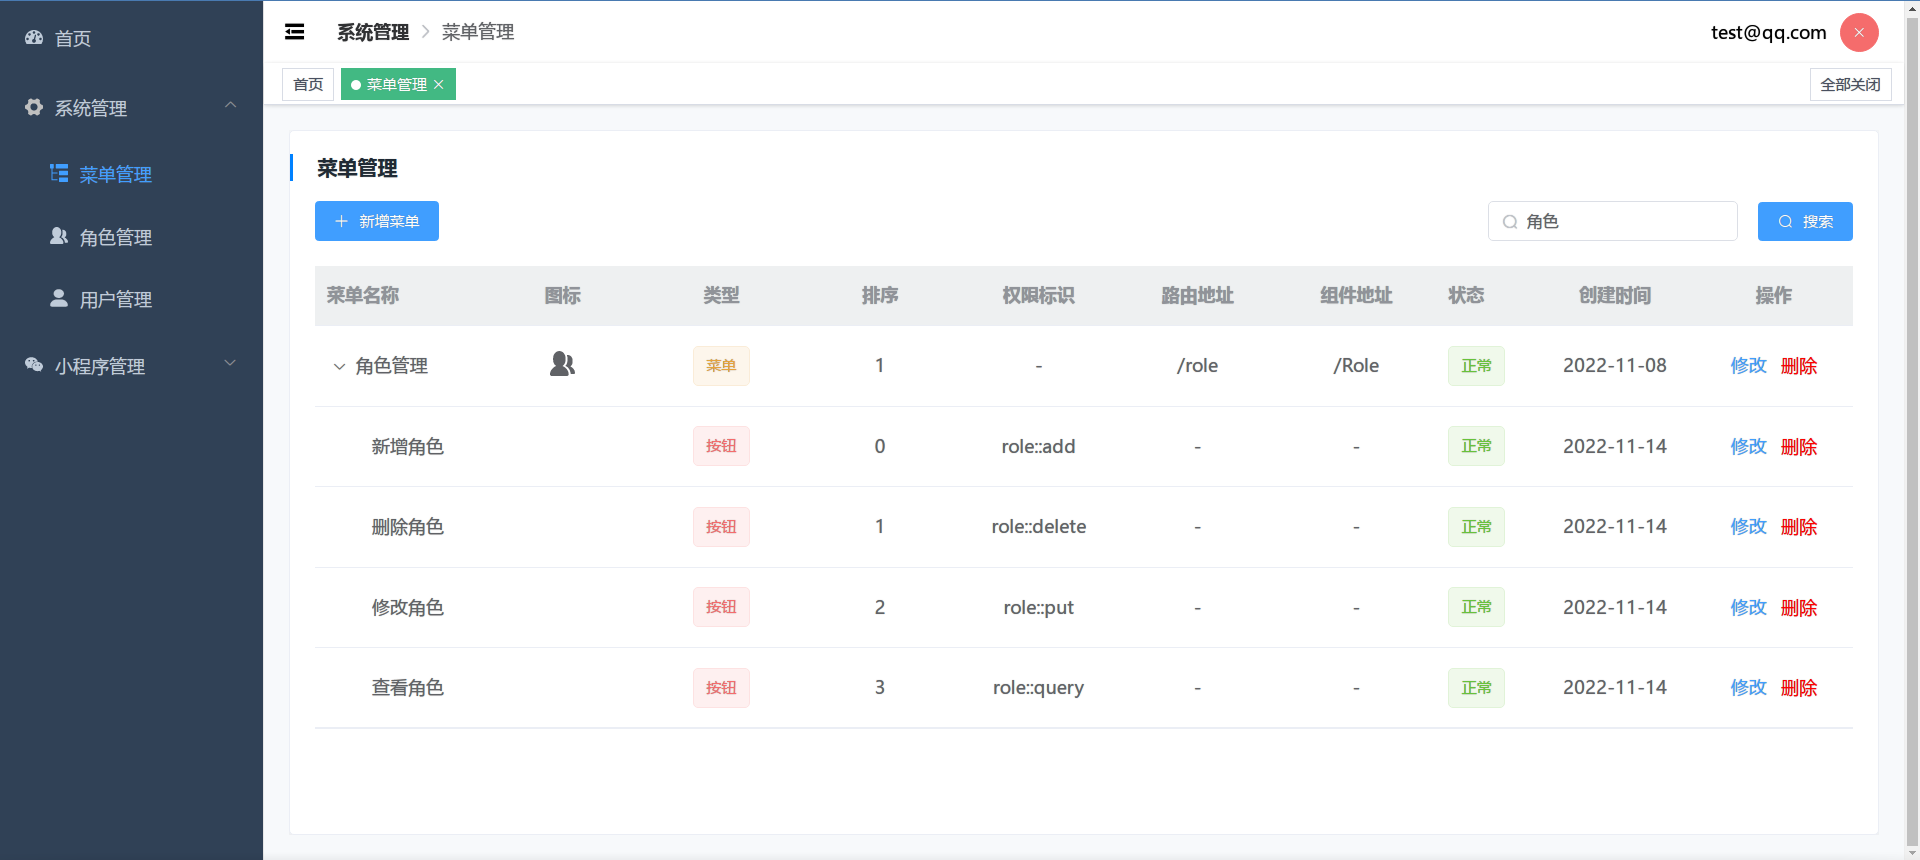 首页
系统管理
菜单管理
角色管理
用户管理
小程序管理
系统管理 菜单管理
test@qq.com
首页 菜单管理 全部关闭
菜单管理
新增菜单 角色 搜索
菜单名称 图标 类型 排序 权限标识 路由地址 组件地址 状态 创建时间 操作
角色管理 菜单 1 - /role /Role 正常 2022-11-08 修改 删除
新增角色 按钮 0 role::add - - 正常 2022-11-14 修改 删除
删除角色 按钮 1 role::delete - - 正常 2022-11-14 修改 删除
修改角色 按钮 2 role::put - - 正常 2022-11-14 修改 删除
查看角色 按钮 3 role::query - - 正常 2022-11-14 修改 删除